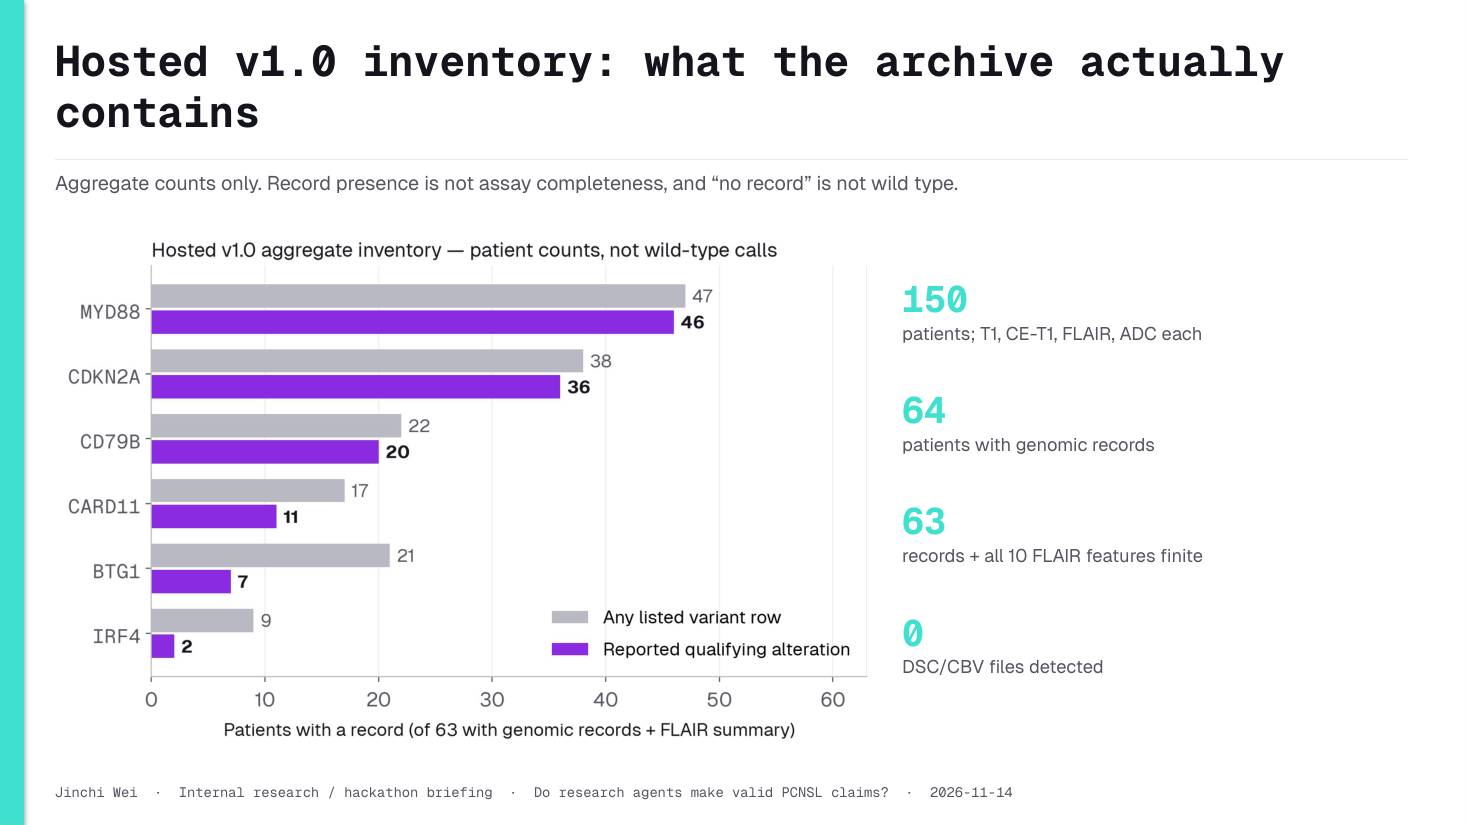 Hosted v1.0 inventory: what the archive actually
contains
Aggregate counts only. Record presence is not assay completeness, and “no record” is not wild type.
Hosted v1.0 aggregate inventory — patient counts, not wild-type calls
MYD88
47
46
CDKN2A
38
36
CD79B
22
20
CARD11
17
11
BTG1
21
7
IRF4
9
2
Any listed variant row
Reported qualifying alteration
0 10 20 30 40 50 60
Patients with a record (of 63 with genomic records + FLAIR summary)
150
patients; T1, CE-T1, FLAIR, ADC each
64
patients with genomic records
63
records + all 10 FLAIR features finite
0
DSC/CBV files detected
Jinchi Wei · Internal research / hackathon briefing · Do research agents make valid PCNSL claims? · 2026-11-14